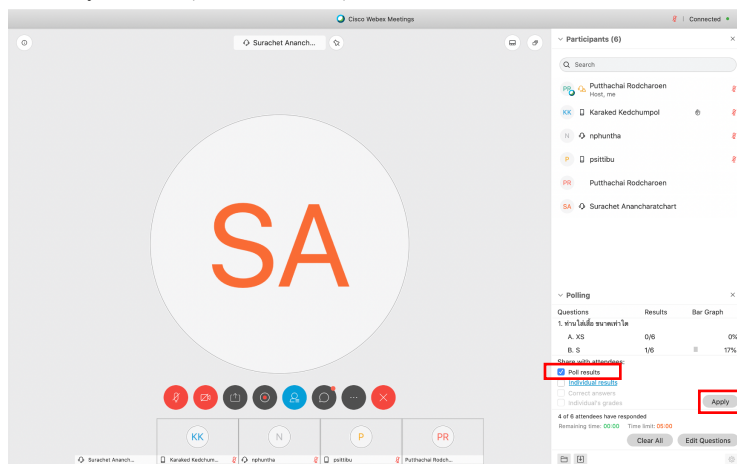 Cisco Webex Meetings
Connected
Surachet Ananch...
SA
KK
N
P
PR
Surachet Ananch...
Karaked Kedchum...
nphuntha
psittibu
Putthachai Rodch...
Participants (6)
Search
PR Putthachai Rodcharoen
Host, me
KK Karaked Kedchumpol
N nphuntha
P psittibu
PR Putthachai Rodcharoen
SA Surachet Anancharatchart
Polling
Questions Results Bar Graph
1. ท่านใส่เสื้อ ขนาดเท่าใด
A. XS 0/6 0%
B. S 1/6 17%
Share with attendees:
Poll results
Individual results
Correct answers
Individual's grades
Apply
4 of 6 attendees have responded
Remaining time: 00:00 Time limit: 05:00
Clear All Edit Questions